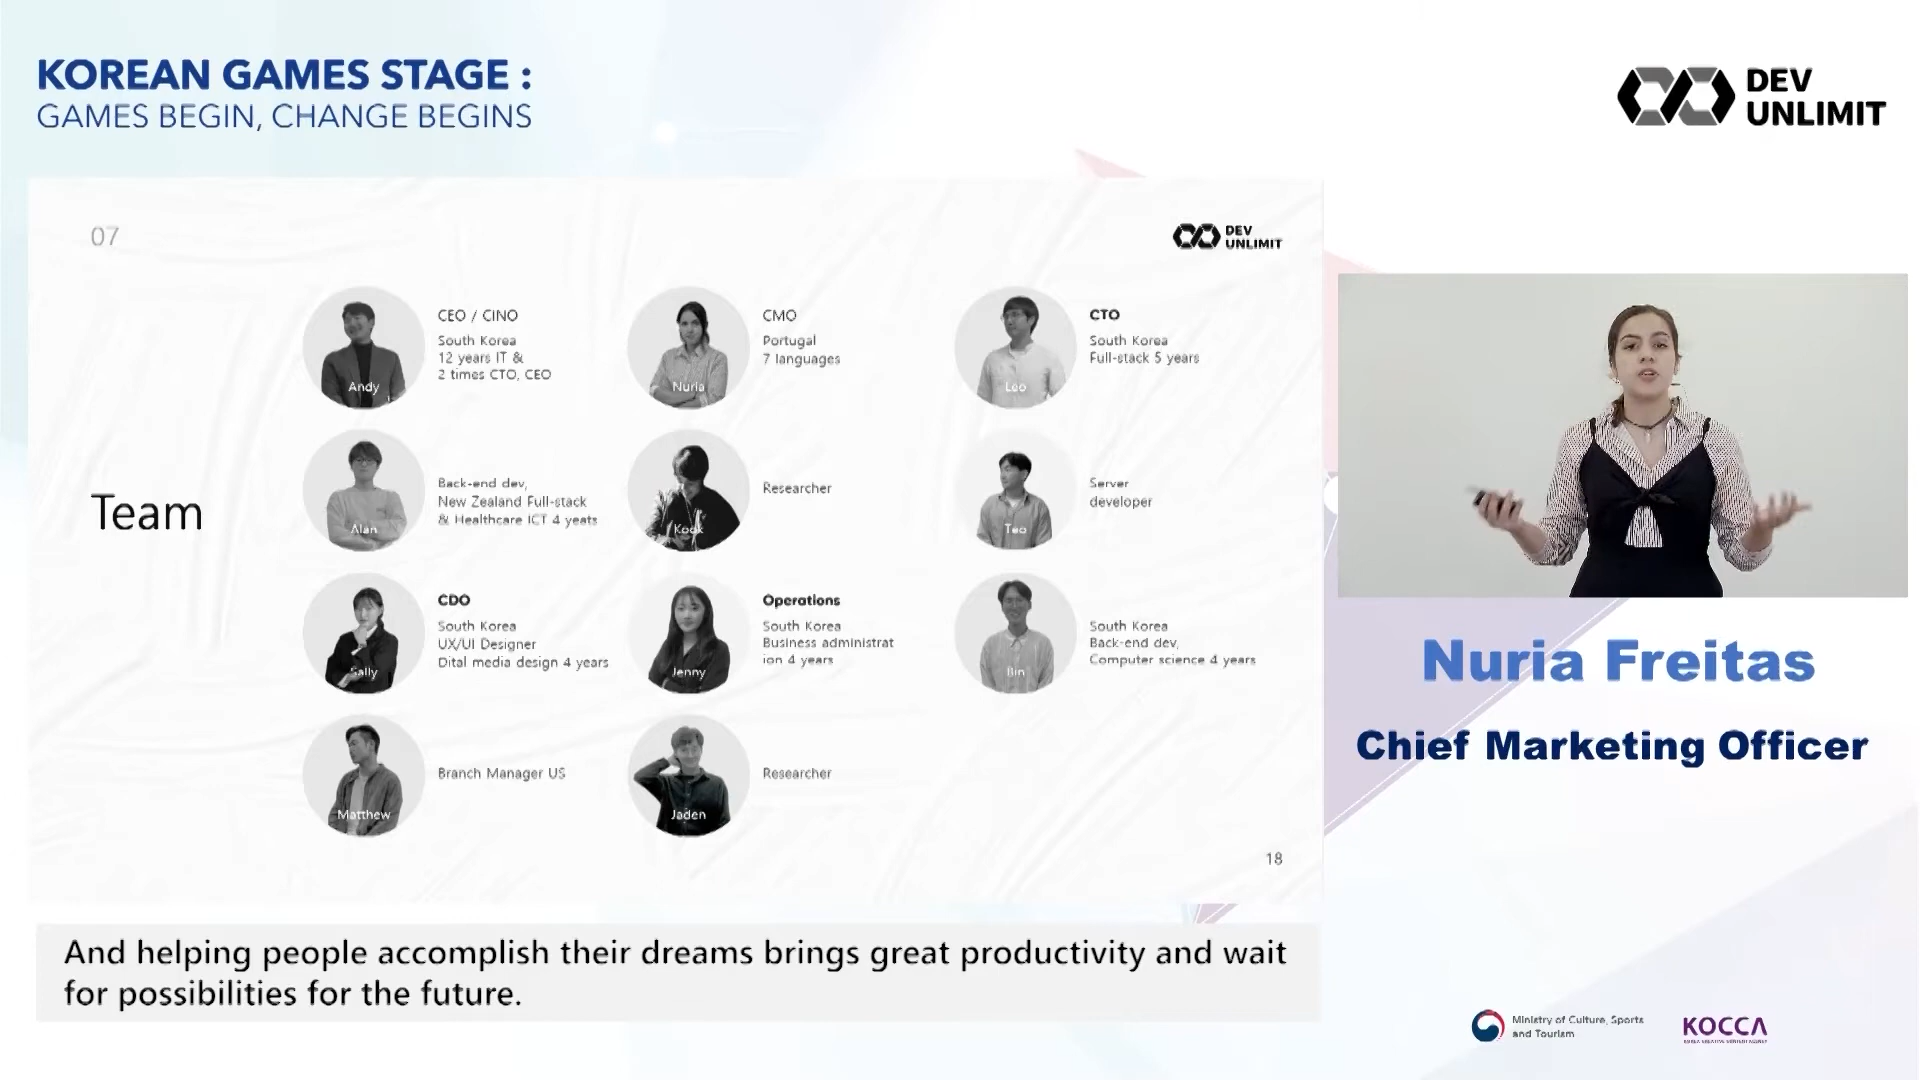 KOREAN GAMES STAGE :
GAMES BEGIN, CHANGE BEGINS
DEV
UNLIMIT
07
DEV
UNLIMIT
Team
Andy
CEO / CINO
South Korea
12 years IT &
2 times CTO, CEO
Nuria
CMO
Portugal
7 languages
Leo
CTO
South Korea
Full-stack 5 years
Alan
Back-end dev,
New Zealand Full-stack
& Healthcare ICT 4 years
Kook
Researcher
Teo
Server
developer
Sally
CDO
South Korea
UX/UI Designer
Dital media design 4 years
Jenny
Operations
South Korea
Business administrat
ion 4 years
Bin
South Korea
Back-end dev,
Computer science 4 years
Matthew
Branch Manager US
Jaden
Researcher
18
Nuria Freitas
Chief Marketing Officer
And helping people accomplish their dreams brings great productivity and wait
for possibilities for the future.
Ministry of Culture, Sports
and Tourism
KOCCA
KOREA CREATIVE CONTENT AGENCY